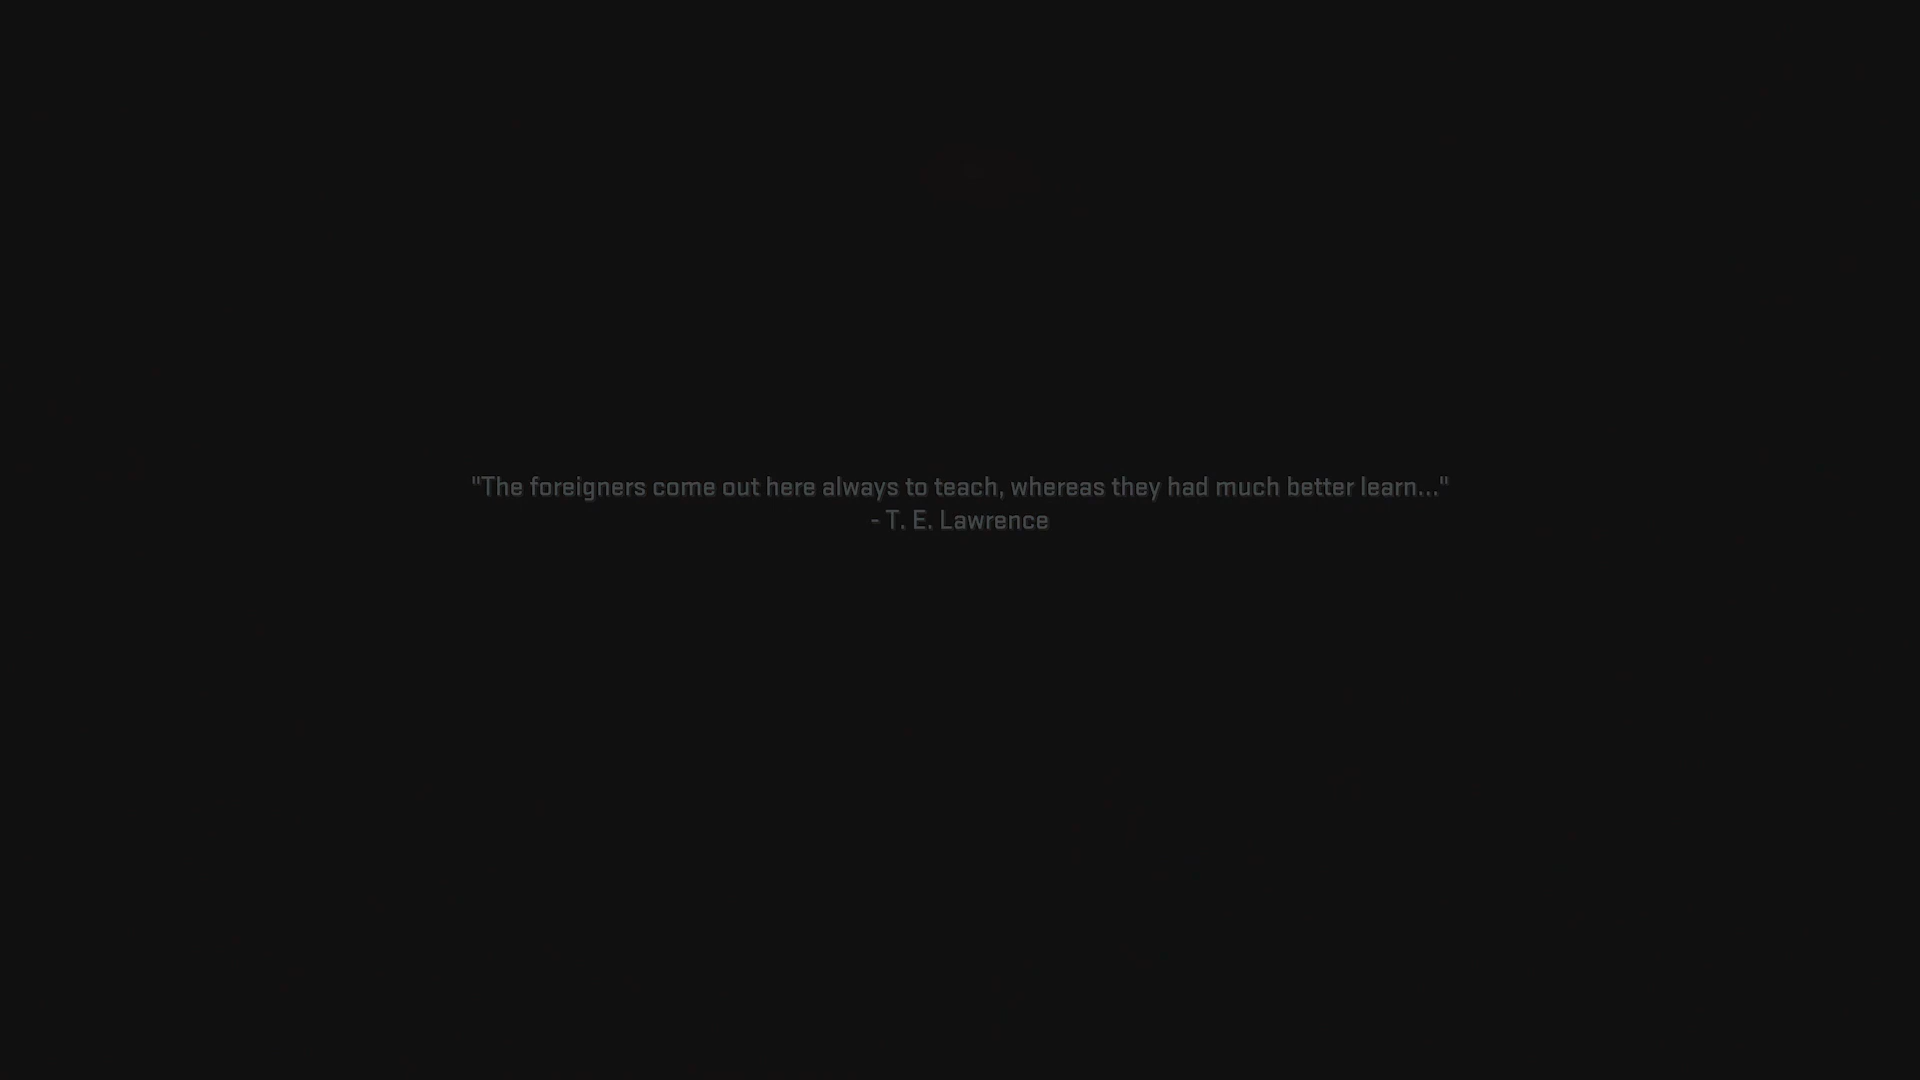 "The foreigners come out here always to teach, whereas they had much better learn..."
- T. E. Lawrence